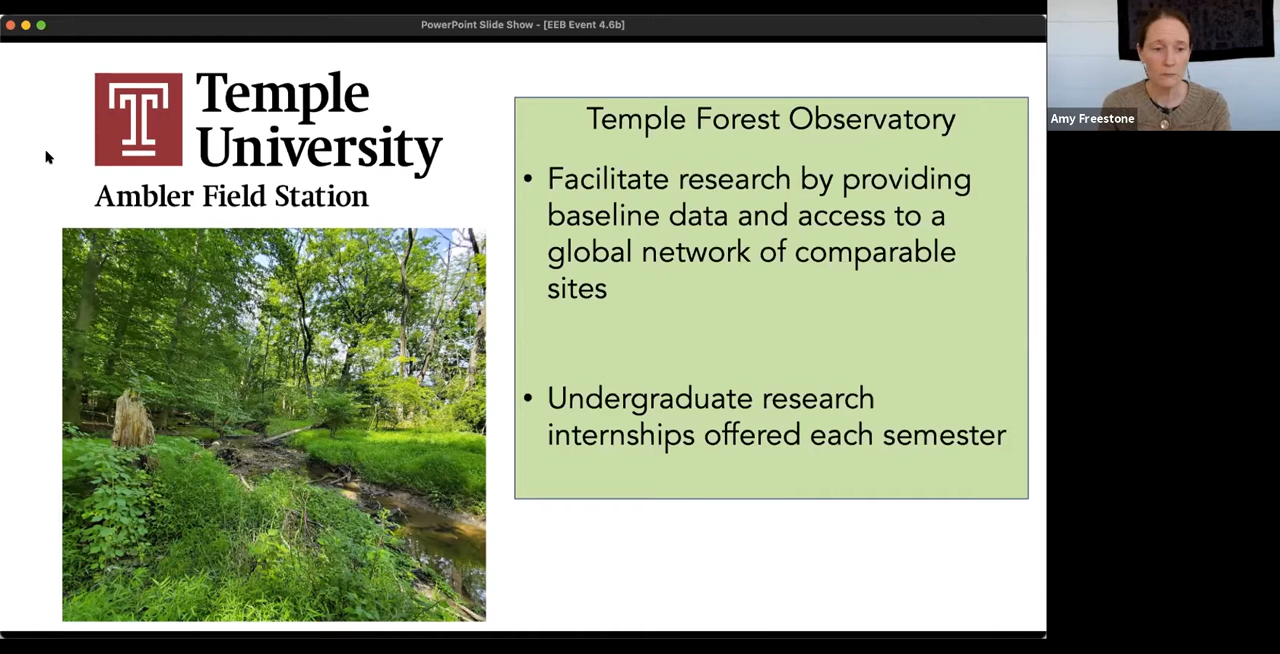 PowerPoint Slide Show - [EEB Event 4.6b]
Temple
University
Ambler Field Station
Temple Forest Observatory
• Facilitate research by providing
baseline data and access to a
global network of comparable
sites
• Undergraduate research
internships offered each semester
Amy Freestone